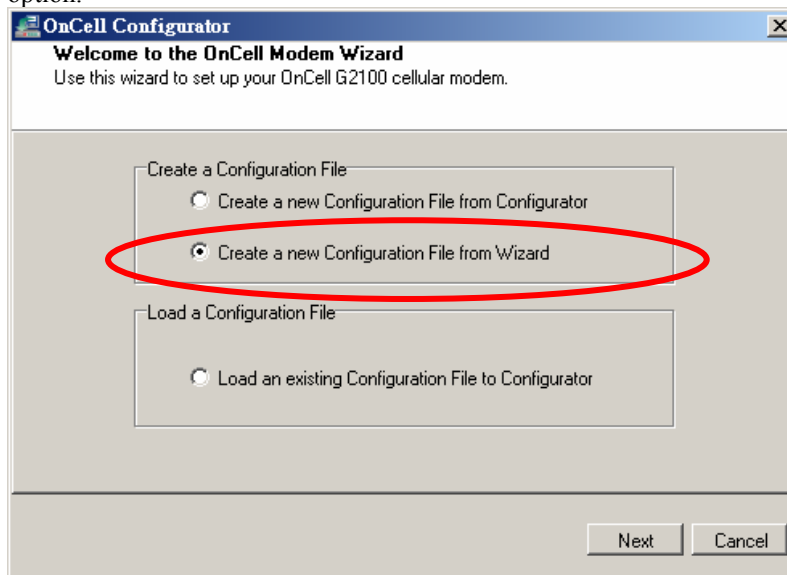 option.
OnCell Configurator
Welcome to the OnCell Modem Wizard
Use this wizard to set up your OnCell G2100 cellular modem.
Create a Configuration File
Create a new Configuration File from Configurator
Create a new Configuration File from Wizard
Load a Configuration File
Load an existing Configuration File to Configurator
Next Cancel